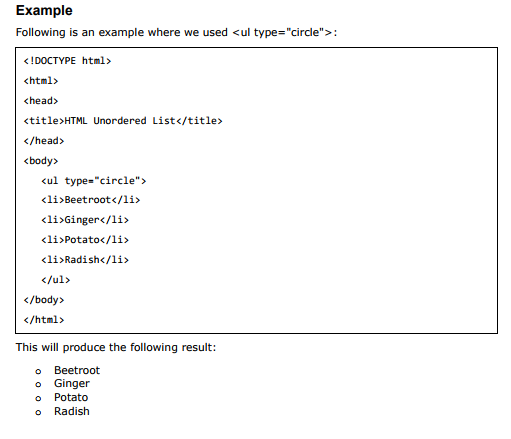 Example
Following is an example where we used <ul type="circle">:
<!DOCTYPE html>
<html>
<head>
<title>HTML Unordered List</title>
</head>
<body>
<ul type="circle">
<li>Beetroot</li>
<li>Ginger</li>
<li>Potato</li>
<li>Radish</li>
</ul>
</body>
</html>
This will produce the following result:
o Beetroot
o Ginger
o Potato
o Radish